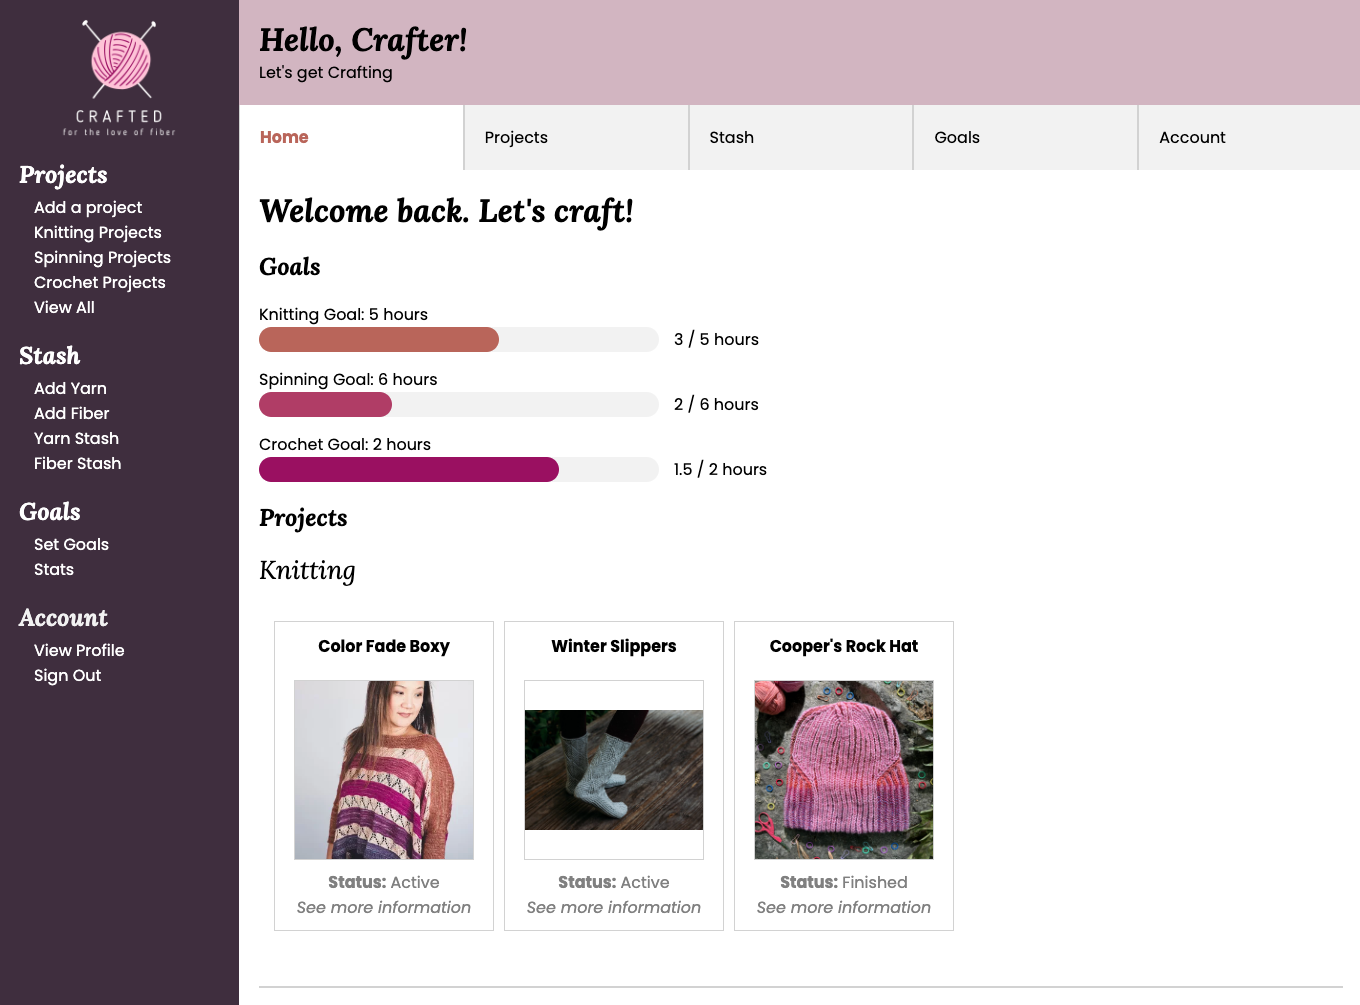 CRAFTED
for the love of fiber
Projects
Add a project
Knitting Projects
Spinning Projects
Crochet Projects
View All
Stash
Add Yarn
Add Fiber
Yarn Stash
Fiber Stash
Goals
Set Goals
Stats
Account
View Profile
Sign Out
Hello, Crafter!
Let's get Crafting
Home
Projects
Stash
Goals
Account
Welcome back. Let's craft!
Goals
Knitting Goal: 5 hours
3 / 5 hours
Spinning Goal: 6 hours
2 / 6 hours
Crochet Goal: 2 hours
1.5 / 2 hours
Projects
Knitting
Color Fade Boxy
Status: Active
See more information
Winter Slippers
Status: Active
See more information
Cooper's Rock Hat
Status: Finished
See more information